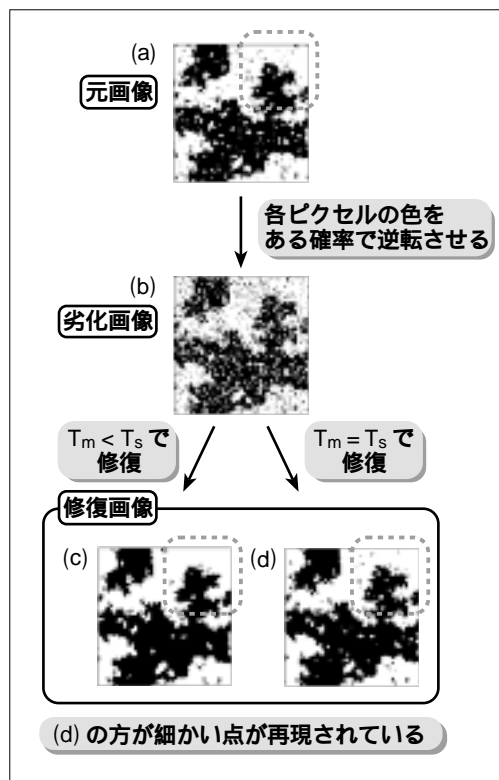 (a)
元画像
各ピクセルの色を
ある確率で逆転させる
(b)
劣化画像
Tm < Ts で
修復
Tm = Ts で
修復
修復画像
(c)
(d)
(d) の方が細かい点が再現されている